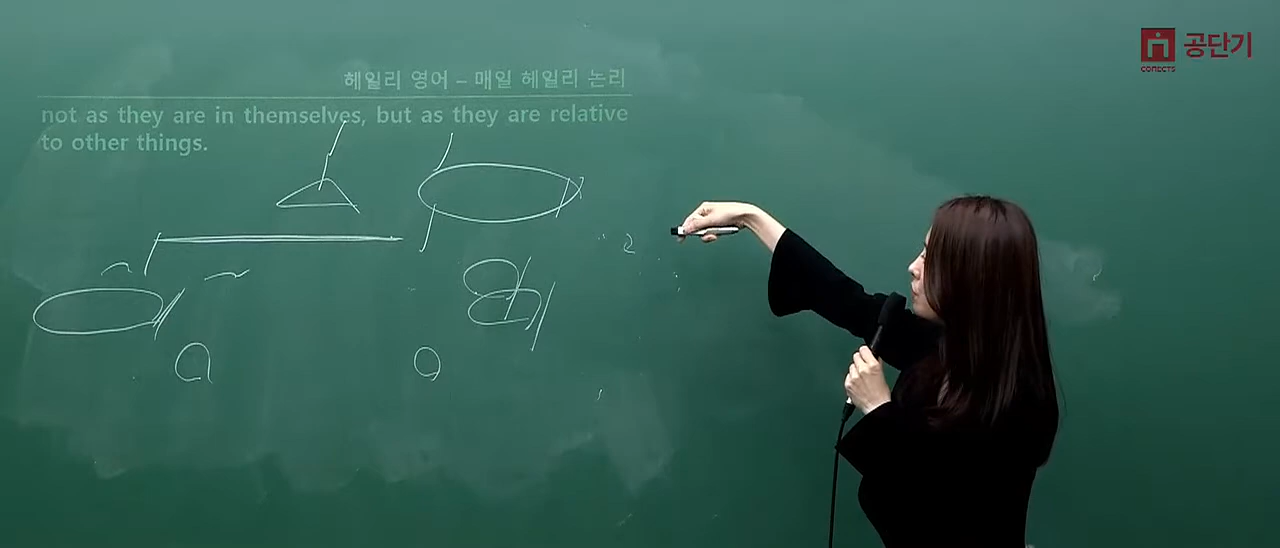 공단기
CONECTS
헤일리 영어 – 매일 헤일리 논리
not as they are in themselves, but as they are relative
to other things.